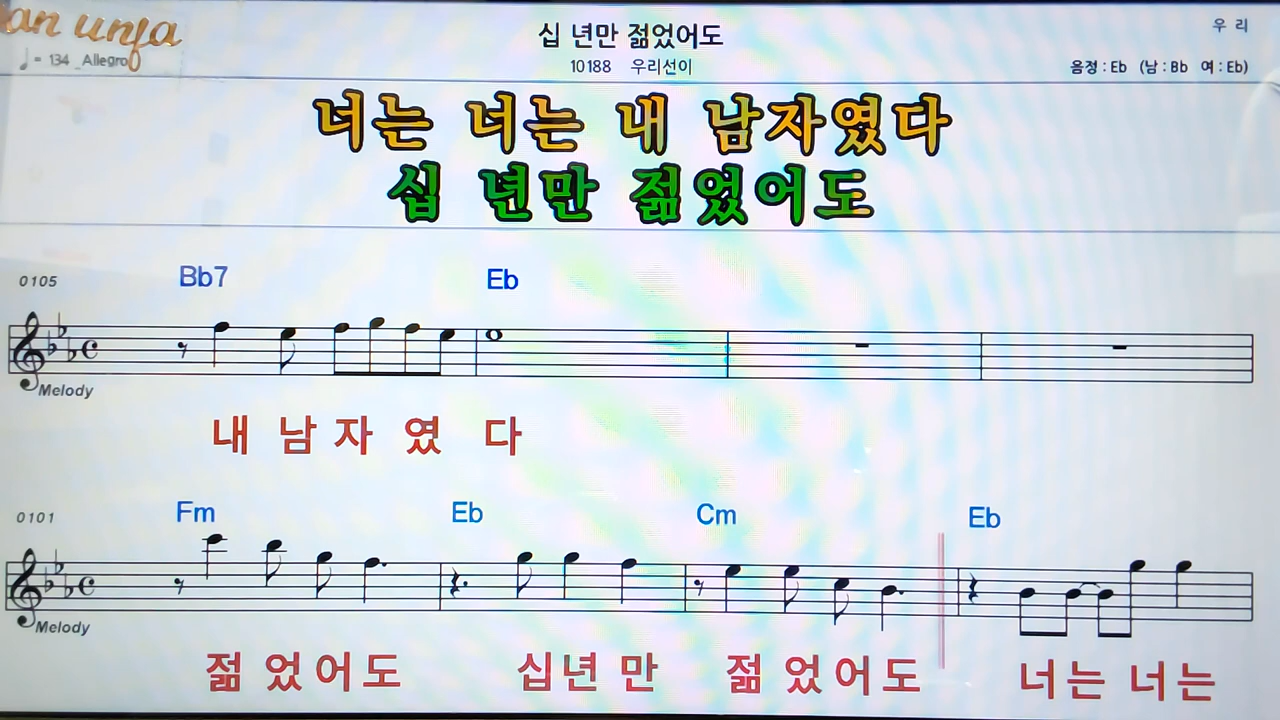 an unja
십 년만 젊었어도
우 리
♩= 134 _Allegro
10188 우리선이
음정 : Eb (남 : Bb 여 : Eb)
너는 너는 내 남자였다
십 년만 젊었어도
0105 Bb7 Eb
Melody
내 남 자 였 다
0101 Fm Eb Cm Eb
Melody
젊 었어도 십년 만 젊 었어도 너는 너는